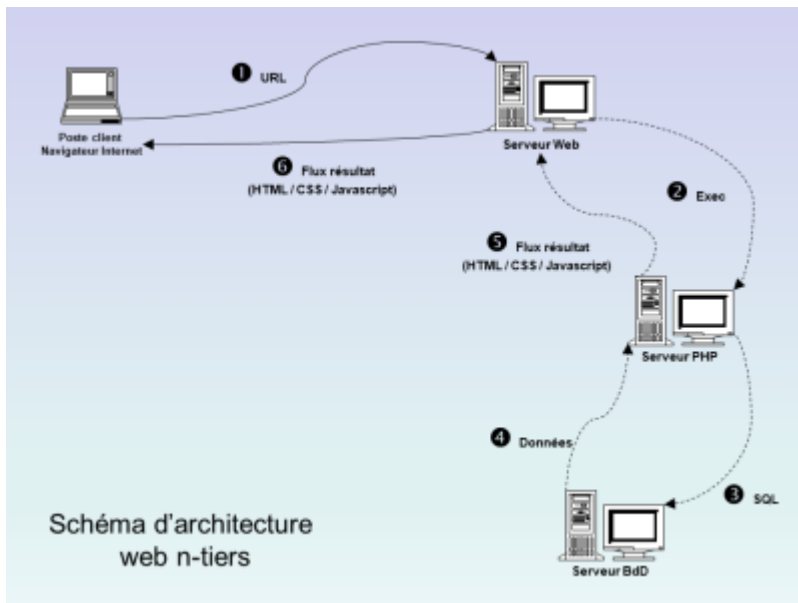 ❶ URL
Poste client
Navigateur Internet
Serveur Web
❻ Flux résultat
(HTML / CSS / Javascript)
❷ Exec
❺ Flux résultat
(HTML / CSS / Javascript)
Serveur PHP
❹ Données
❸ SQL
Schéma d'architecture
web n-tiers
Serveur BdD